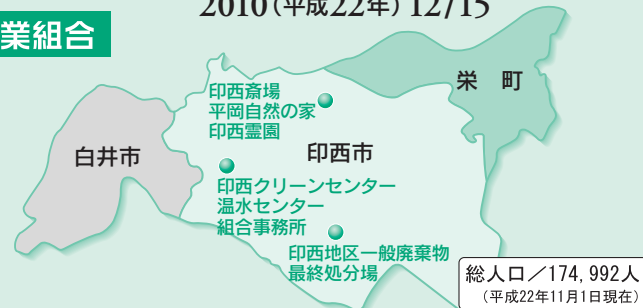 2010(平成22年) 12/15
業組合
栄 町
印西斎場
平岡自然の家
印西霊園
印西市
白井市
印西クリーンセンター
温水センター
組合事務所
印西地区一般廃棄物
最終処分場
総人口／174,992人
(平成22年11月1日現在)